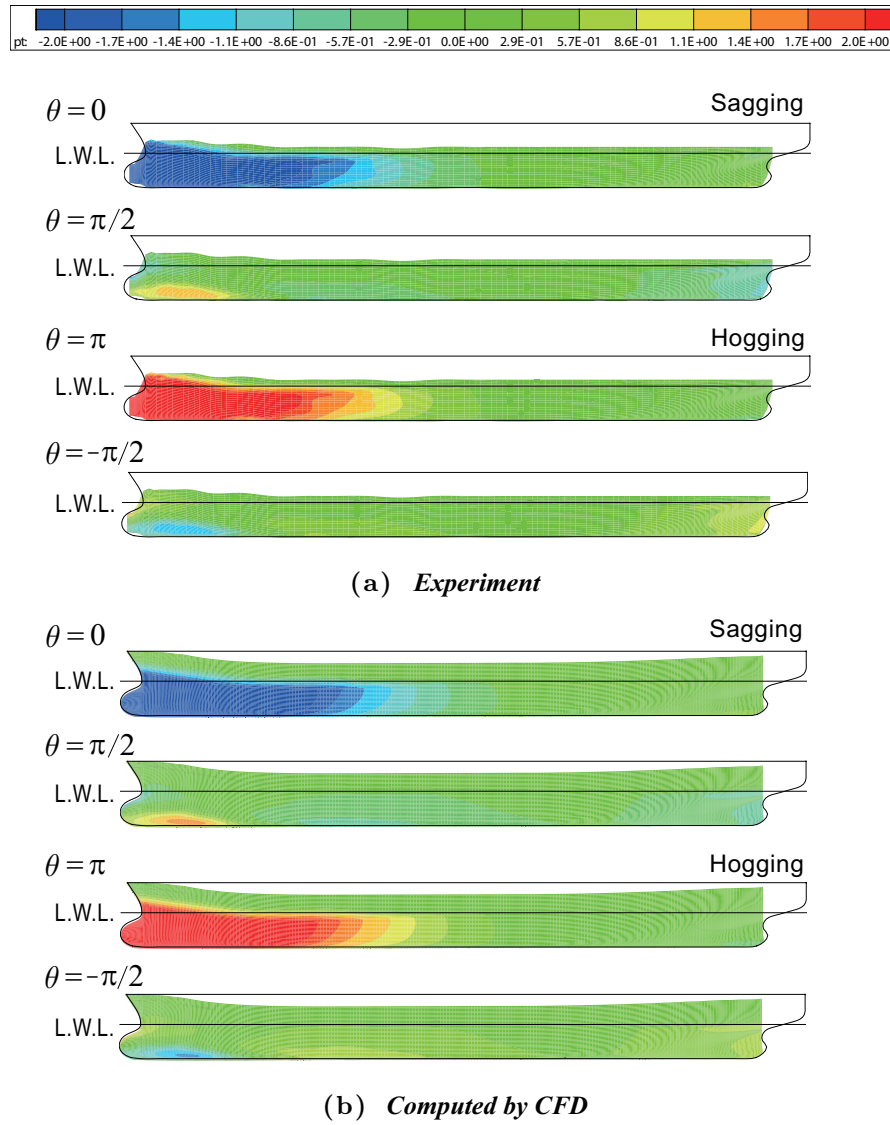 pt: -2.0E+00 -1.7E+00 -1.4E+00 -1.1E+00 -8.6E-01 -5.7E-01 -2.9E-01 0.0E+00 2.9E-01 5.7E-01 8.6E-01 1.1E+00 1.4E+00 1.7E+00 2.0E+00
θ=0 Sagging
L.W.L.
θ=π/2
L.W.L.
θ=π Hogging
L.W.L.
θ=-π/2
L.W.L.
(a) Experiment
θ=0 Sagging
L.W.L.
θ=π/2
L.W.L.
θ=π Hogging
L.W.L.
θ=-π/2
L.W.L.
(b) Computed by CFD